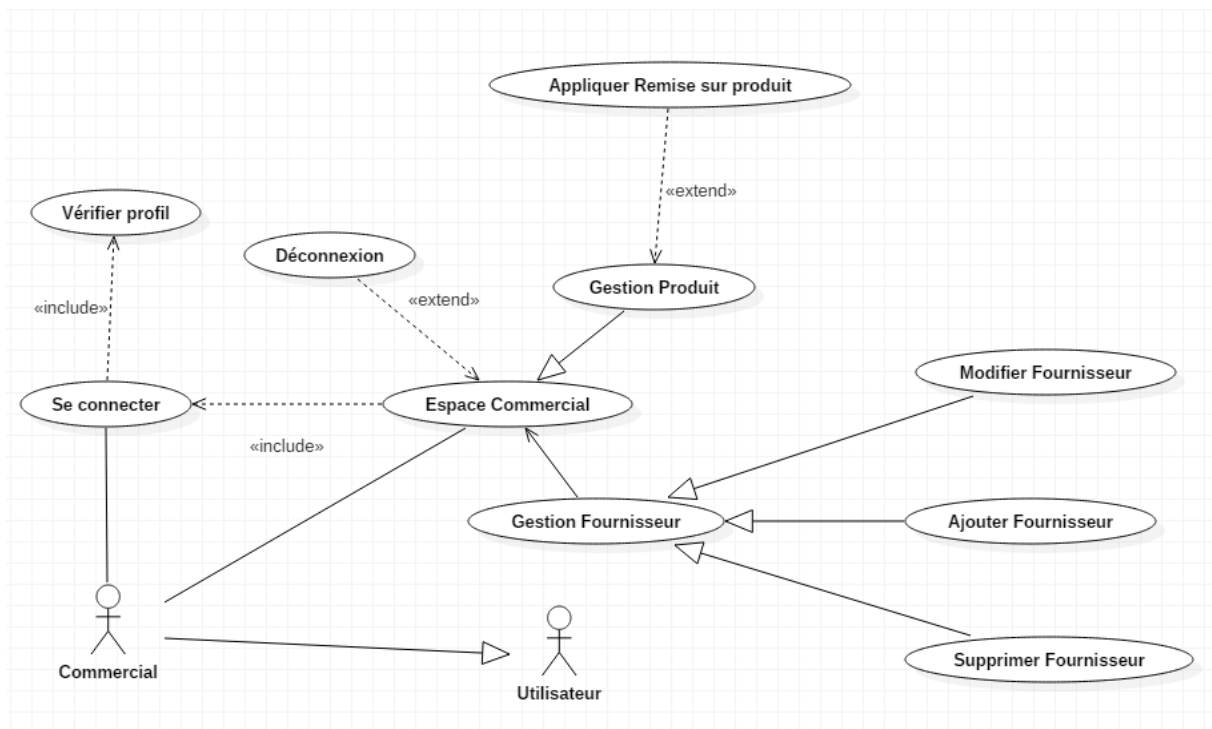 Appliquer Remise sur produit
«extend»
Vérifier profil
Déconnexion
«extend»
Gestion Produit
«include»
Modifier Fournisseur
Se connecter
Espace Commercial
«include»
Gestion Fournisseur
Ajouter Fournisseur
Supprimer Fournisseur
Commercial
Utilisateur